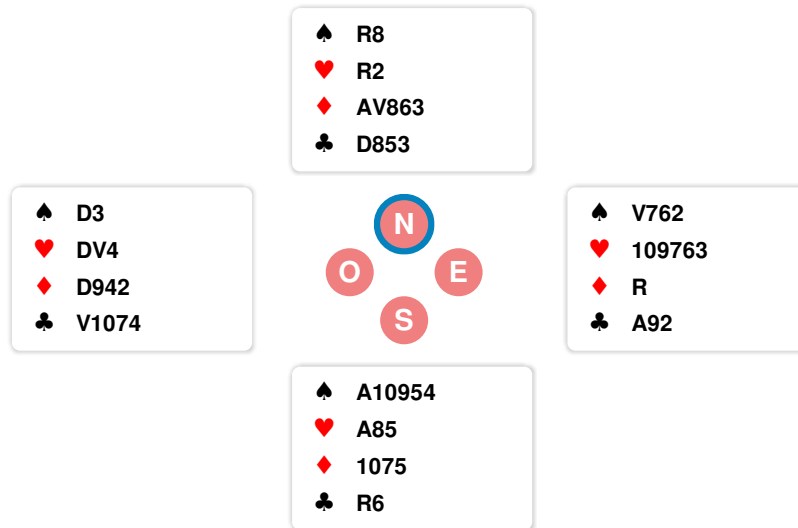 ♠ R8
♥ R2
♦ AV863
♣ D853
♠ D3
♥ DV4
♦ D942
♣ V1074
N
O E
S
♠ V762
♥ 109763
♦ R
♣ A92
♠ A10954
♥ A85
♦ 1075
♣ R6